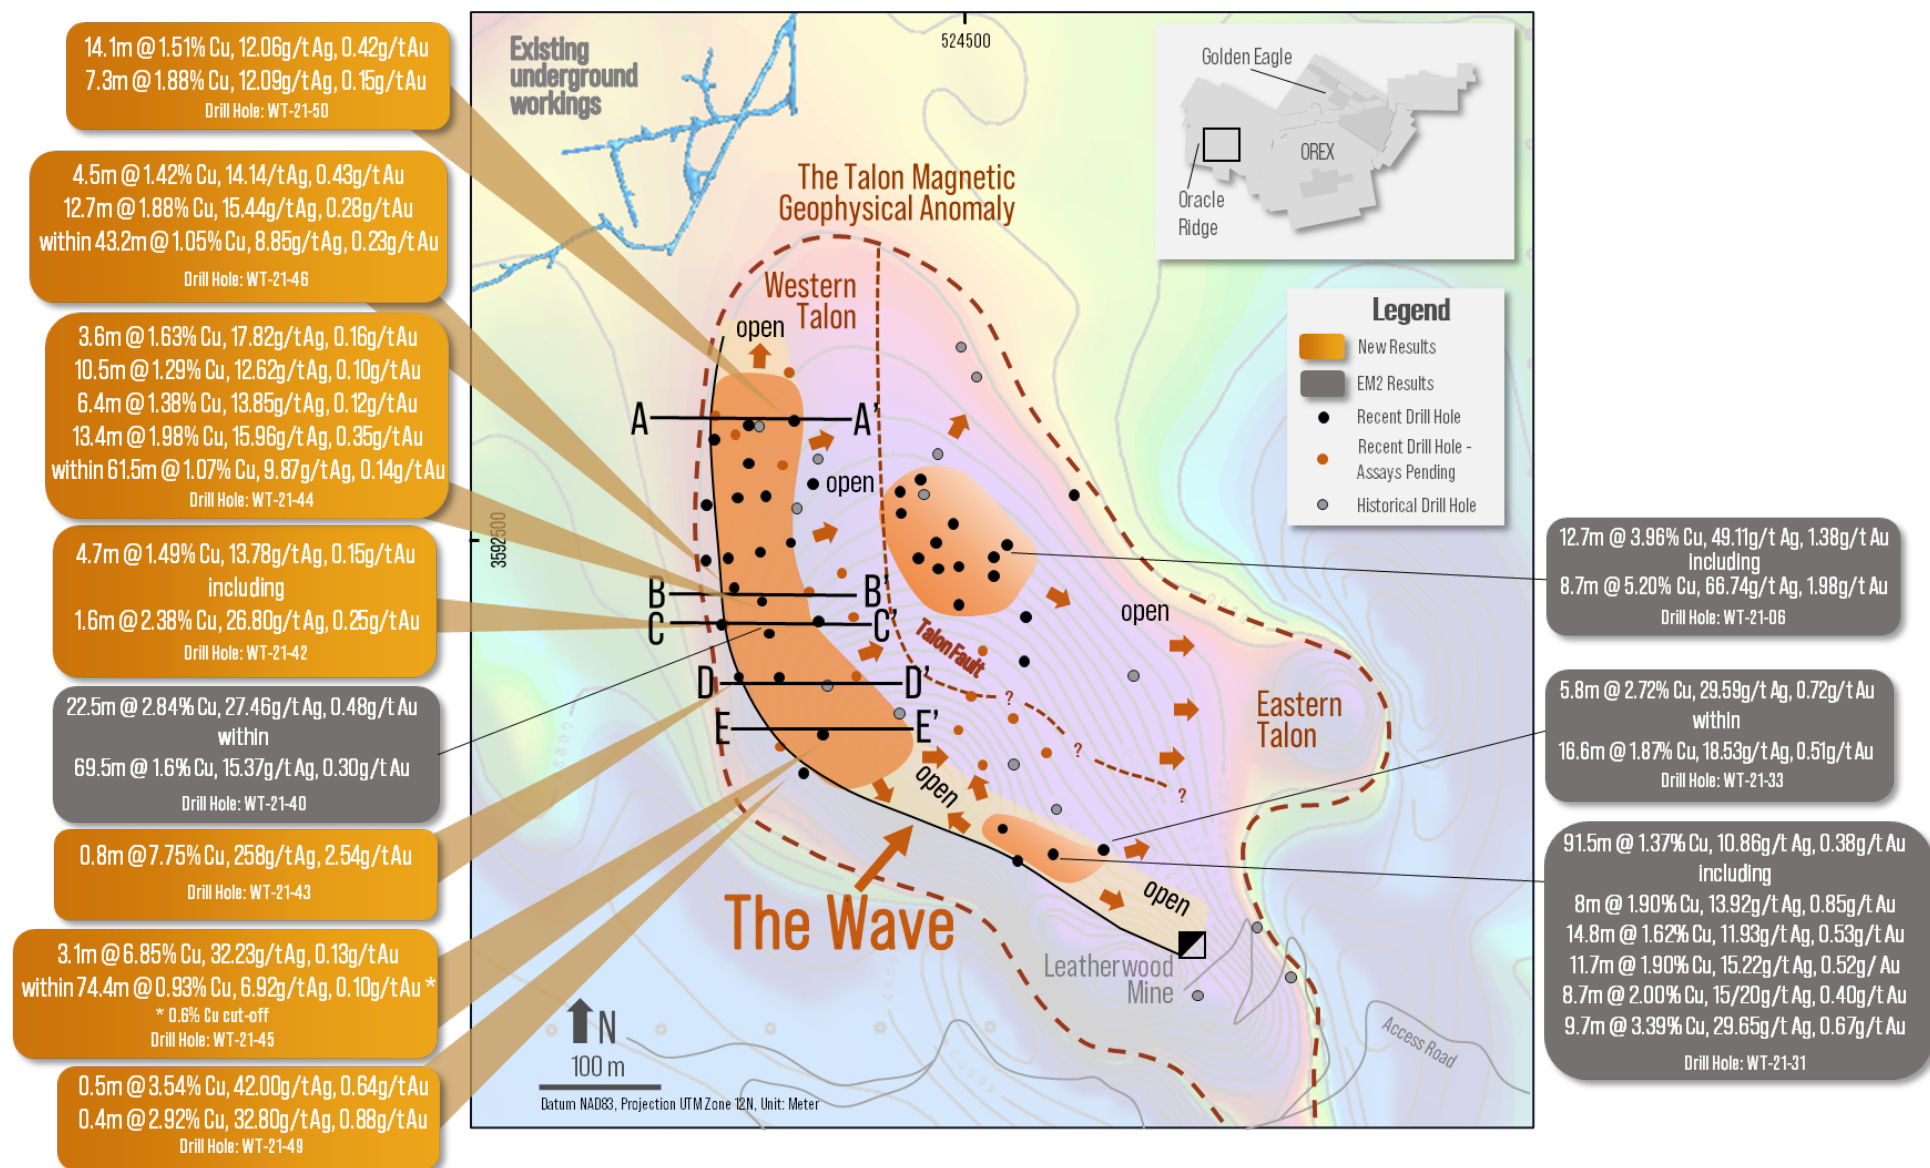 14.1m @ 1.51% Cu, 12.06g/t Ag, 0.42g/t Au
7.3m @ 1.88% Cu, 12.09g/t Ag, 0.15g/t Au
Drill Hole: WT-21-50
4.5m @ 1.42% Cu, 14.14/t Ag, 0.43g/t Au
12.7m @ 1.88% Cu, 15.44g/t Ag, 0.28g/t Au
within 43.2m @ 1.05% Cu, 8.85g/t Ag, 0.23g/t Au
Drill Hole: WT-21-46
3.6m @ 1.63% Cu, 17.82g/t Ag, 0.16g/t Au
10.5m @ 1.29% Cu, 12.62g/t Ag, 0.10g/t Au
6.4m @ 1.38% Cu, 13.85g/t Ag, 0.12g/t Au
13.4m @ 1.98% Cu, 15.96g/t Ag, 0.35g/t Au
within 61.5m @ 1.07% Cu, 9.87g/t Ag, 0.14g/t Au
Drill Hole: WT-21-44
4.7m @ 1.49% Cu, 13.78g/t Ag, 0.15g/t Au
including
1.6m @ 2.38% Cu, 26.80g/t Ag, 0.25g/t Au
Drill Hole: WT-21-42
22.5m @ 2.84% Cu, 27.46g/t Ag, 0.48g/t Au
within
69.5m @ 1.6% Cu, 15.37g/t Ag, 0.30g/t Au
Drill Hole: WT-21-40
0.8m @ 7.75% Cu, 258g/t Ag, 2.54g/t Au
Drill Hole: WT-21-43
3.1m @ 6.85% Cu, 32.23g/t Ag, 0.13g/t Au
within 74.4m @ 0.93% Cu, 6.92g/t Ag, 0.10g/t Au *
* 0.6% Cu cut-off
Drill Hole: WT-21-45
0.5m @ 3.54% Cu, 42.00g/t Ag, 0.64g/t Au
0.4m @ 2.92% Cu, 32.80g/t Ag, 0.88g/t Au
Drill Hole: WT-21-49
Existing
underground
workings
524500
3592500
The Talon Magnetic
Geophysical Anomaly
Western
Talon
open
A A'
open
B B'
C C'
D D'
E E'
Talon Fault
?
?
?
open
Eastern
Talon
open
open
The Wave
Leatherwood
Mine
Access Road
N
100 m
Datum NAD83, Projection UTM Zone 12N, Unit: Meter
Golden Eagle
OREX
Oracle
Ridge
Legend
New Results
EM2 Results
Recent Drill Hole
Recent Drill Hole -
Assays Pending
Historical Drill Hole
12.7m @ 3.96% Cu, 49.11g/t Ag, 1.38g/t Au
including
8.7m @ 5.20% Cu, 66.74g/t Ag, 1.98g/t Au
Drill Hole: WT-21-06
5.8m @ 2.72% Cu, 29.59g/t Ag, 0.72g/t Au
within
16.6m @ 1.87% Cu, 18.53g/t Ag, 0.51g/t Au
Drill Hole: WT-21-33
91.5m @ 1.37% Cu, 10.86g/t Ag, 0.38g/t Au
including
8m @ 1.90% Cu, 13.92g/t Ag, 0.85g/t Au
14.8m @ 1.62% Cu, 11.93g/t Ag, 0.53g/t Au
11.7m @ 1.90% Cu, 15.22g/t Ag, 0.52g/ Au
8.7m @ 2.00% Cu, 15/20g/t Ag, 0.40g/t Au
9.7m @ 3.39% Cu, 29.65g/t Ag, 0.67g/t Au
Drill Hole: WT-21-31